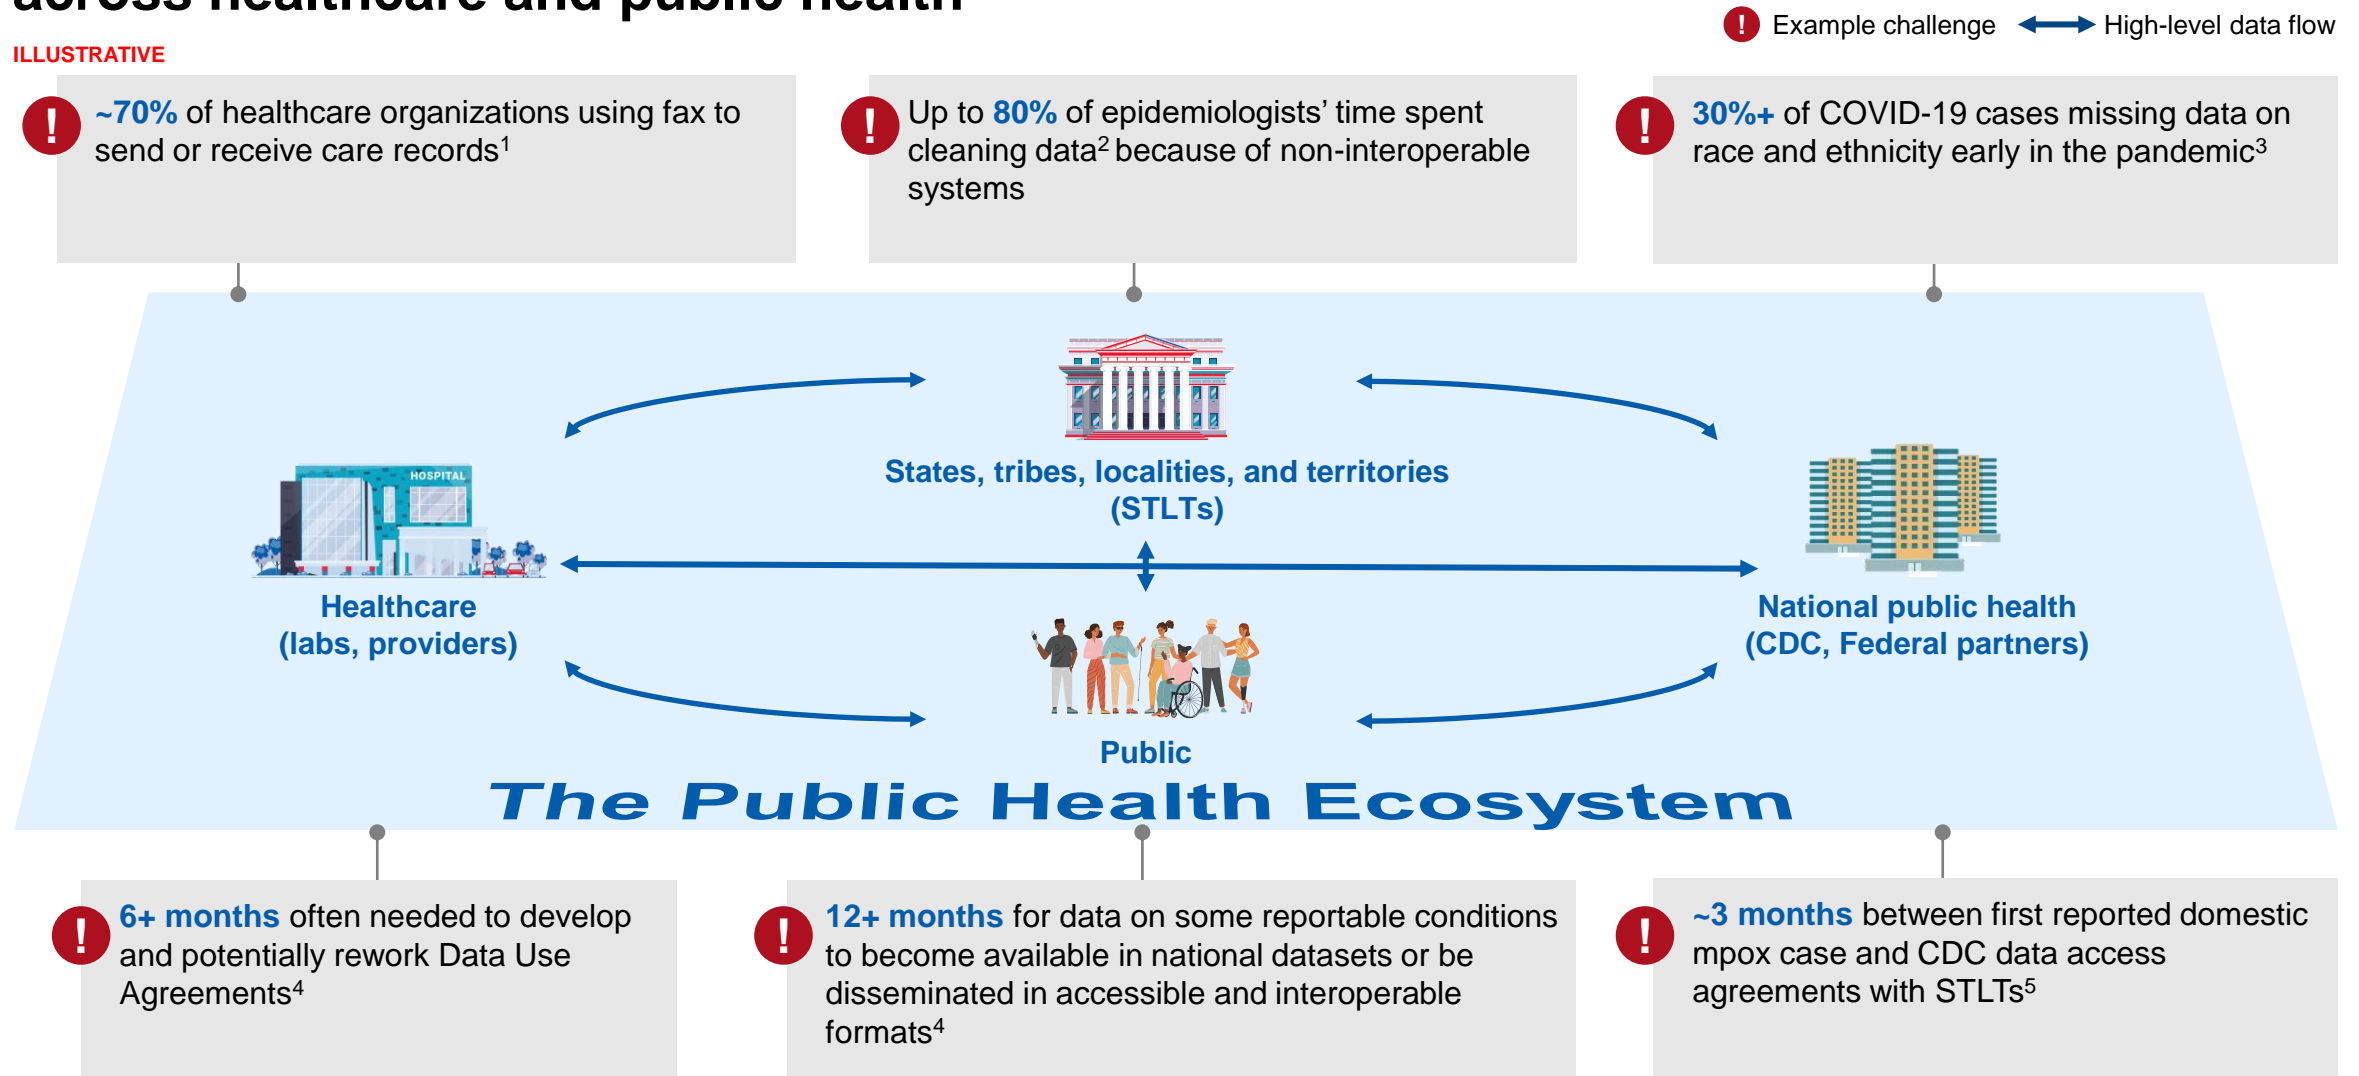 across healthcare and public health
! Example challenge High-level data flow
ILLUSTRATIVE
! ~70% of healthcare organizations using fax to
send or receive care records¹
! Up to 80% of epidemiologists’ time spent
cleaning data² because of non-interoperable
systems
! 30%+ of COVID-19 cases missing data on
race and ethnicity early in the pandemic³
States, tribes, localities, and territories
(STLTs)
HOSPITAL
Healthcare
(labs, providers)
National public health
(CDC, Federal partners)
Public
The Public Health Ecosystem
! 6+ months often needed to develop
and potentially rework Data Use
Agreements⁴
! 12+ months for data on some reportable conditions
to become available in national datasets or be
disseminated in accessible and interoperable
formats⁴
! ~3 months between first reported domestic
mpox case and CDC data access
agreements with STLTs⁵